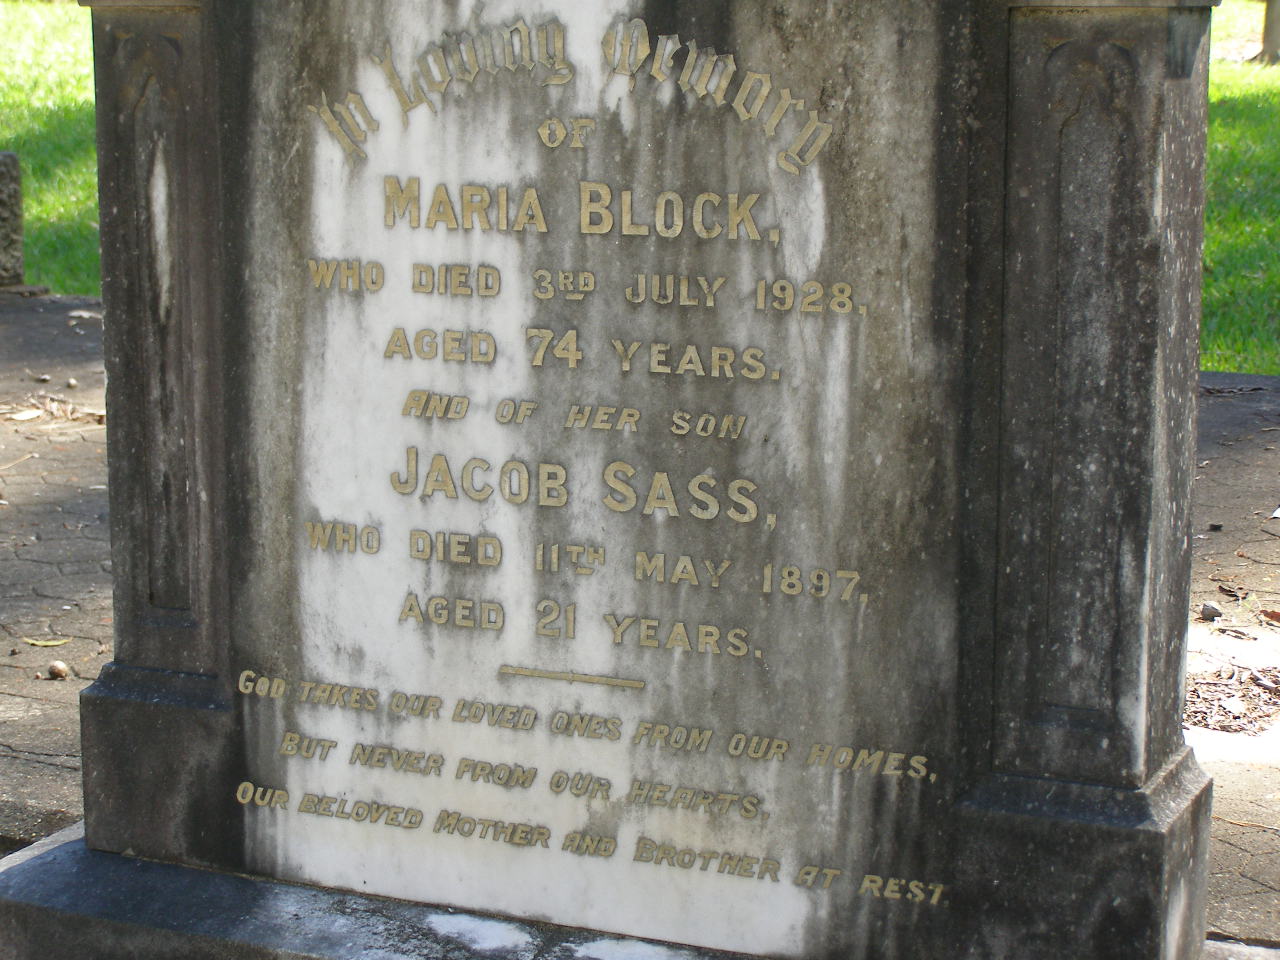 In Loving Memory
OF
MARIA BLOCK,
WHO DIED 3RD JULY 1928,
AGED 74 YEARS.
AND OF HER SON
JACOB SASS,
WHO DIED 11TH MAY 1897,
AGED 21 YEARS.
GOD TAKES OUR LOVED ONES FROM OUR HOMES,
BUT NEVER FROM OUR HEARTS.
OUR BELOVED MOTHER AND BROTHER AT REST.